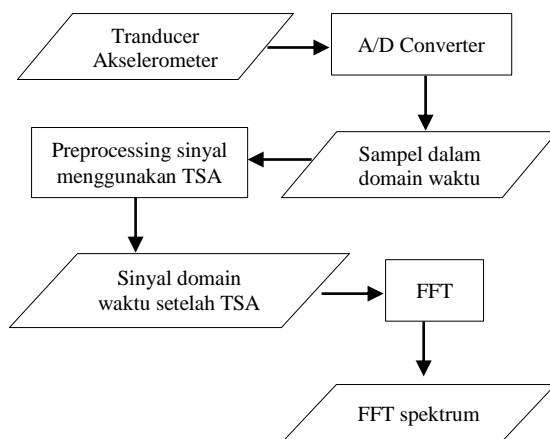 Tranducer
Akselerometer
A/D Converter
Sampel dalam
domain waktu
Preprocessing sinyal
menggunakan TSA
Sinyal domain
waktu setelah TSA
FFT
FFT spektrum